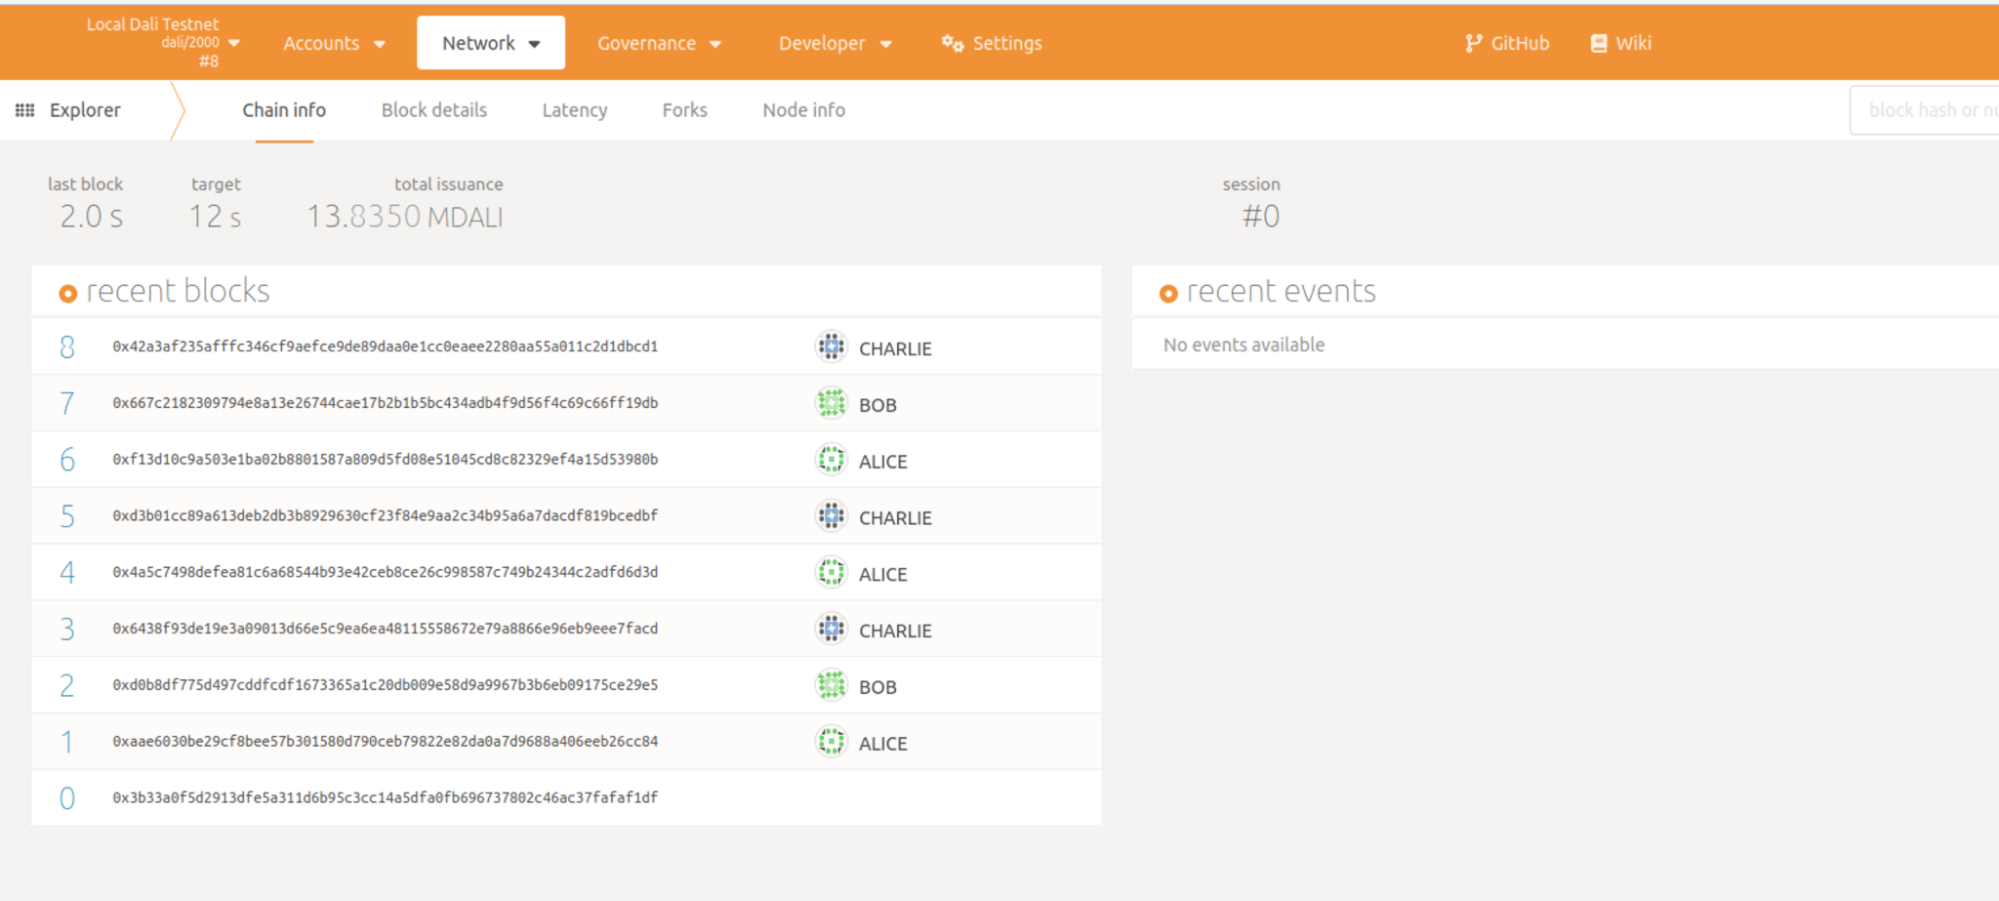 Local Dali Testnet
dali/2000
#8
Accounts
Network
Governance
Developer
Settings
GitHub
Wiki
Explorer
Chain info
Block details
Latency
Forks
Node info
block hash or nu
last block
2.0 s
target
12 s
total issuance
13.8350 MDALI
session
#0
recent blocks
8 0x42a3af235afffc346cf9aefce9de89daa0e1cc0eaee2280aa55a011c2d1dbcd1 CHARLIE
7 0x667c2182309794e8a13e26744cae17b2b1b5bc434adb4f9d56f4c69c66ff19db BOB
6 0xf13d10c9a503e1ba02b8801587a809d5fd08e51045cd8c82329ef4a15d53980b ALICE
5 0xd3b01cc89a613deb2db3b8929630cf23f84e9aa2c34b95a6a7dacdf819bcedbf CHARLIE
4 0x4a5c7498defea81c6a68544b93e42ceb8ce26c998587c749b24344c2adfd6d3d ALICE
3 0x6438f93de19e3a09013d66e5c9ea6ea48115558672e79a8866e96eb9eee7facd CHARLIE
2 0xd0b8df775d497cddfcdf1673365a1c20db009e58d9a9967b3b6eb09175ce29e5 BOB
1 0xaae6030be29cf8bee57b301580d790ceb79822e82da0a7d9688a406eeb26cc84 ALICE
0 0x3b33a0f5d2913dfe5a311d6b95c3cc14a5dfa0fb696737802c46ac37fafaf1df
recent events
No events available